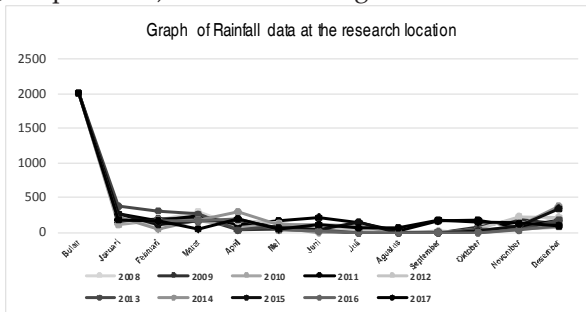 Graph of Rainfall data at the research location
2500
2000
1500
1000
500
0
Bulan Januari Februari Maret April Mei Juni Juli Agustus September Oktober November Desember
2008 2009 2010 2011 2012
2013 2014 2015 2016 2017